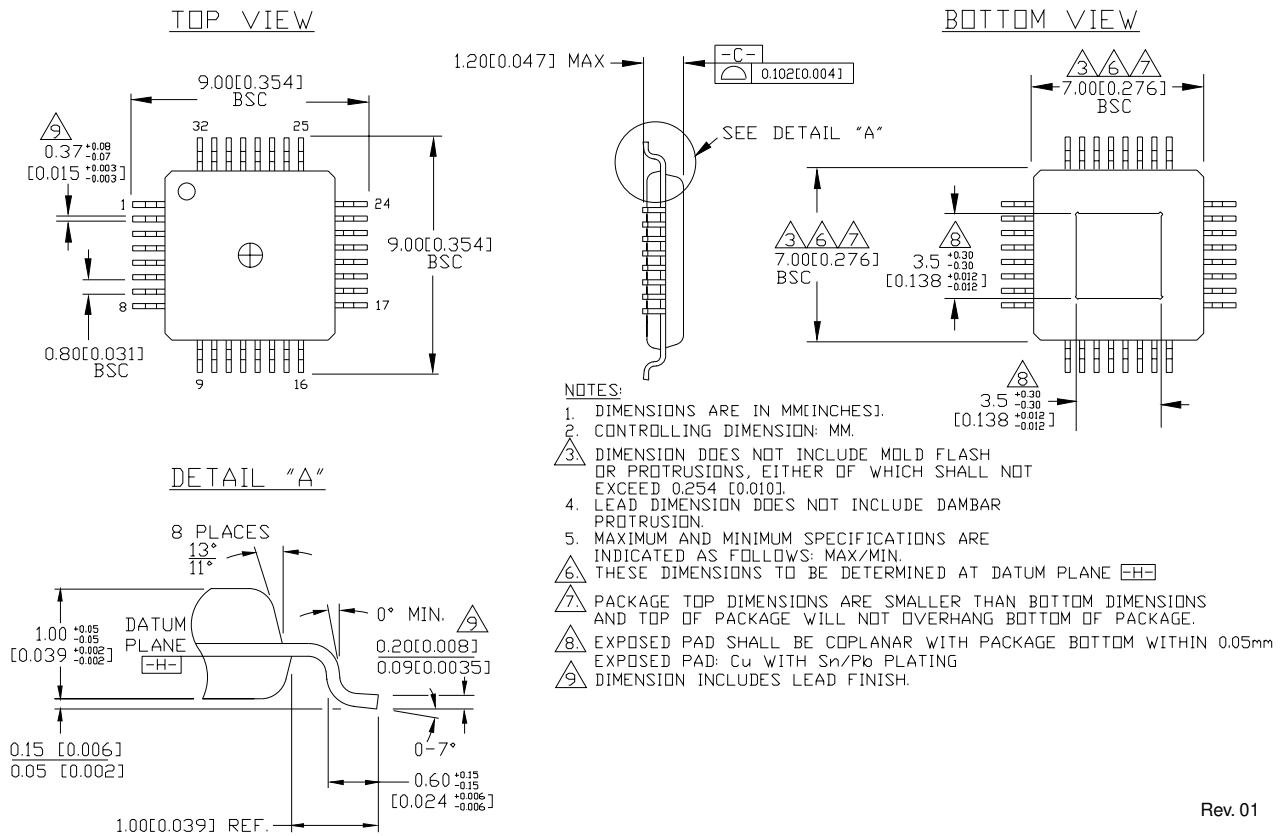 TOP VIEW
9.00[0.354]
BSC
9
0.37 +0.08
-0.07
[0.015 +0.003
-0.003]
32
25
1
24
8
17
9
16
9.00[0.354]
BSC
0.80[0.031]
BSC
1.20[0.047] MAX
-C-
0.102[0.004]
SEE DETAIL "A"
BOTTOM VIEW
3 6 7
7.00[0.276]
BSC
3 6 7
7.00[0.276]
BSC
8
3.5 +0.30
-0.30
[0.138 +0.012
-0.012]
8
3.5 +0.30
-0.30
[0.138 +0.012
-0.012]
NOTES:
1. DIMENSIONS ARE IN MM[INCHES].
2. CONTROLLING DIMENSION: MM.
3. DIMENSION DOES NOT INCLUDE MOLD FLASH
OR PROTRUSIONS, EITHER OF WHICH SHALL NOT
EXCEED 0.254 [0.010].
4. LEAD DIMENSION DOES NOT INCLUDE DAMBAR
PROTRUSION.
5. MAXIMUM AND MINIMUM SPECIFICATIONS ARE
INDICATED AS FOLLOWS: MAX/MIN.
6. THESE DIMENSIONS TO BE DETERMINED AT DATUM PLANE -H-
7. PACKAGE TOP DIMENSIONS ARE SMALLER THAN BOTTOM DIMENSIONS
AND TOP OF PACKAGE WILL NOT OVERHANG BOTTOM OF PACKAGE.
8. EXPOSED PAD SHALL BE COPLANAR WITH PACKAGE BOTTOM WITHIN 0.05mm
EXPOSED PAD: Cu WITH Sn/Pb PLATING
9. DIMENSION INCLUDES LEAD FINISH.
DETAIL "A"
8 PLACES
13°
11°
1.00 +0.05
-0.05
[0.039 +0.002
-0.002]
DATUM
PLANE
-H-
0° MIN.
9
0.20[0.008]
0.09[0.0035]
0-7°
0.15 [0.006]
0.05 [0.002]
0.60 +0.15
-0.15
[0.024 +0.006
-0.006]
1.00[0.039] REF.
Rev. 01